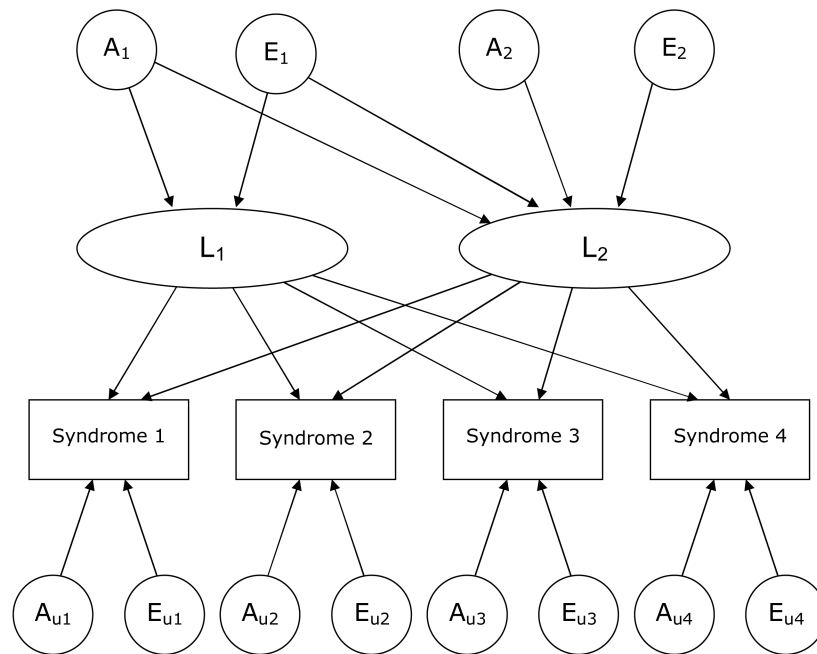 A₁ E₁ A₂ E₂
L₁ L₂
Syndrome 1 Syndrome 2 Syndrome 3 Syndrome 4
Aᵤ₁ Eᵤ₁ Aᵤ₂ Eᵤ₂ Aᵤ₃ Eᵤ₃ Aᵤ₄ Eᵤ₄